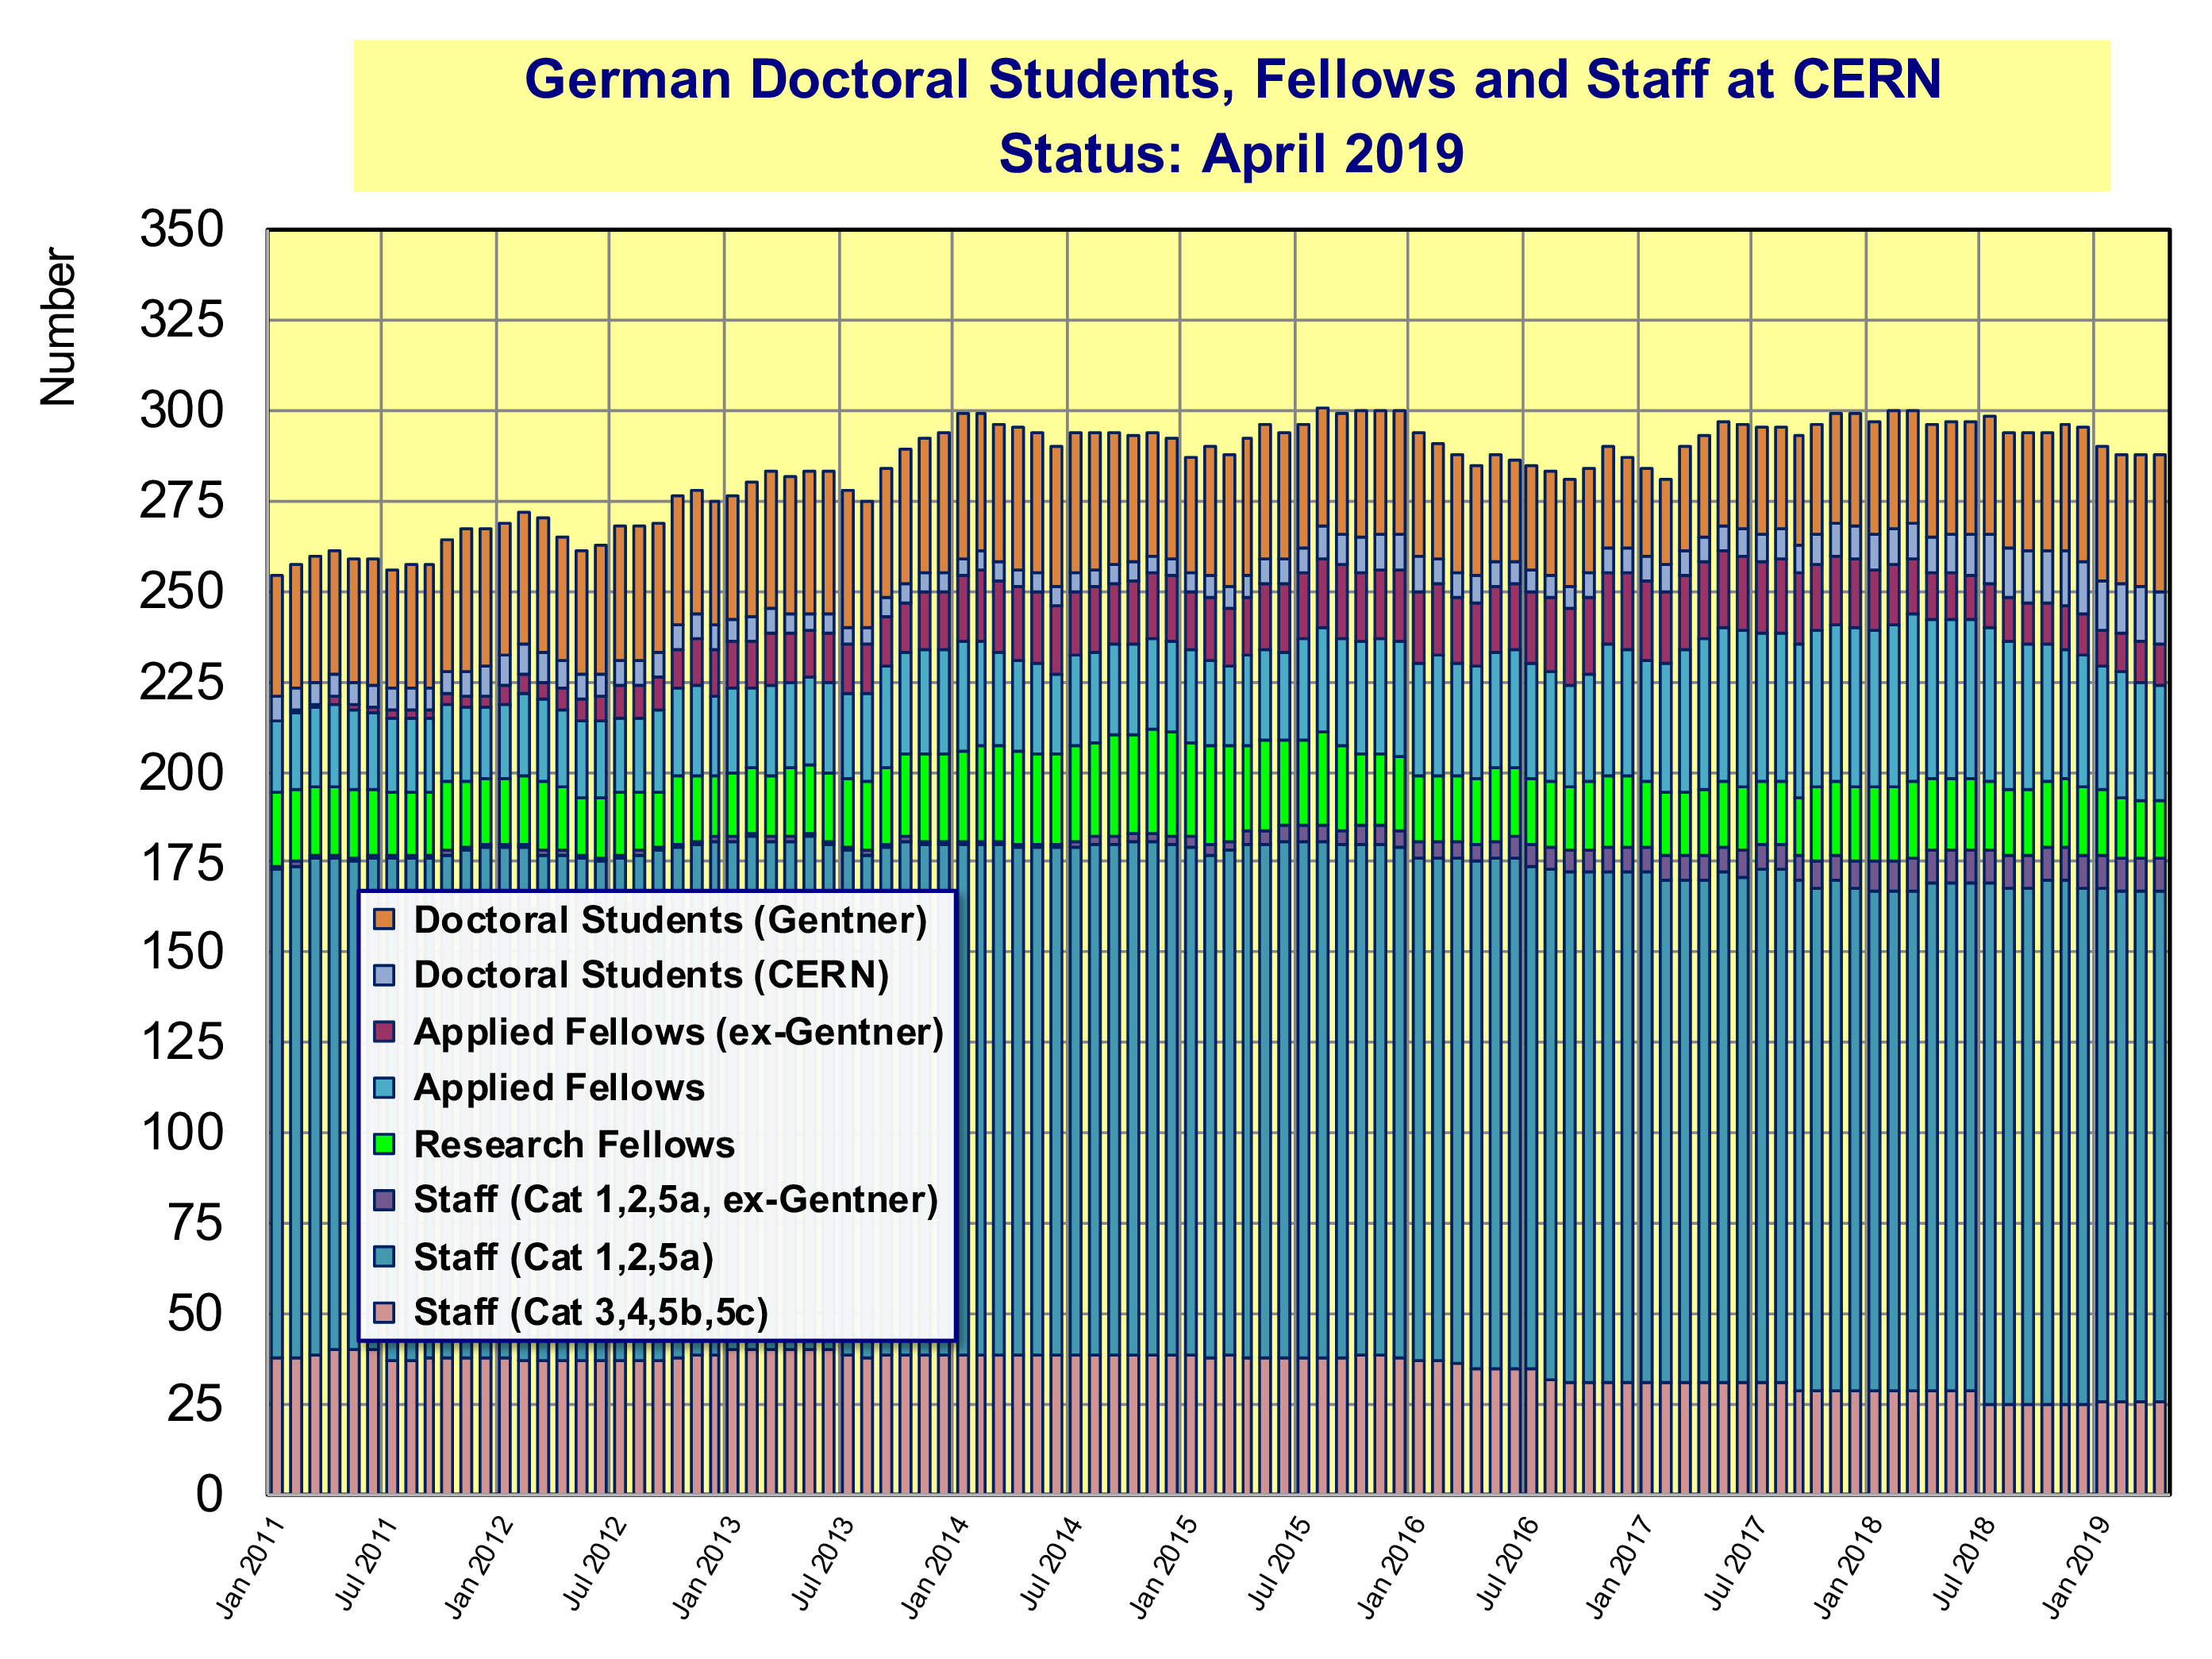 German Doctoral Students, Fellows and Staff at CERN
Status: April 2019
Number
350
325
300
275
250
225
200
175
150
125
100
75
50
25
0
Doctoral Students (Gentner)
Doctoral Students (CERN)
Applied Fellows (ex-Gentner)
Applied Fellows
Research Fellows
Staff (Cat 1,2,5a, ex-Gentner)
Staff (Cat 1,2,5a)
Staff (Cat 3,4,5b,5c)
Jan 2011
Jul 2011
Jan 2012
Jul 2012
Jan 2013
Jul 2013
Jan 2014
Jul 2014
Jan 2015
Jul 2015
Jan 2016
Jul 2016
Jan 2017
Jul 2017
Jan 2018
Jul 2018
Jan 2019